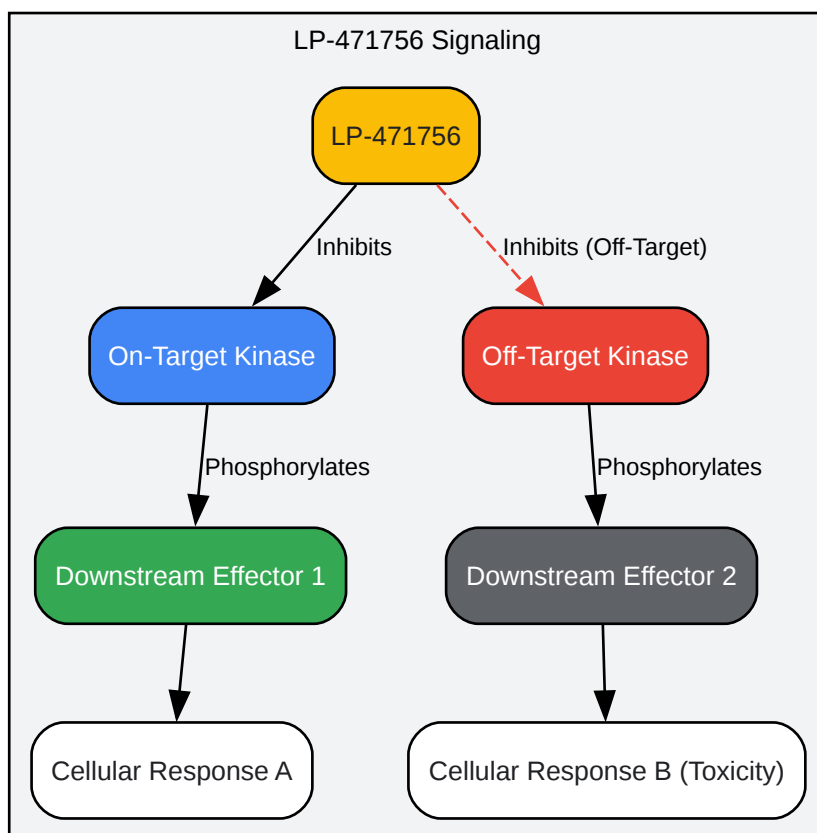 LP-471756 Signaling
LP-471756
Inhibits
Inhibits (Off-Target)
On-Target Kinase
Off-Target Kinase
Phosphorylates
Phosphorylates
Downstream Effector 1
Downstream Effector 2
Cellular Response A
Cellular Response B (Toxicity)